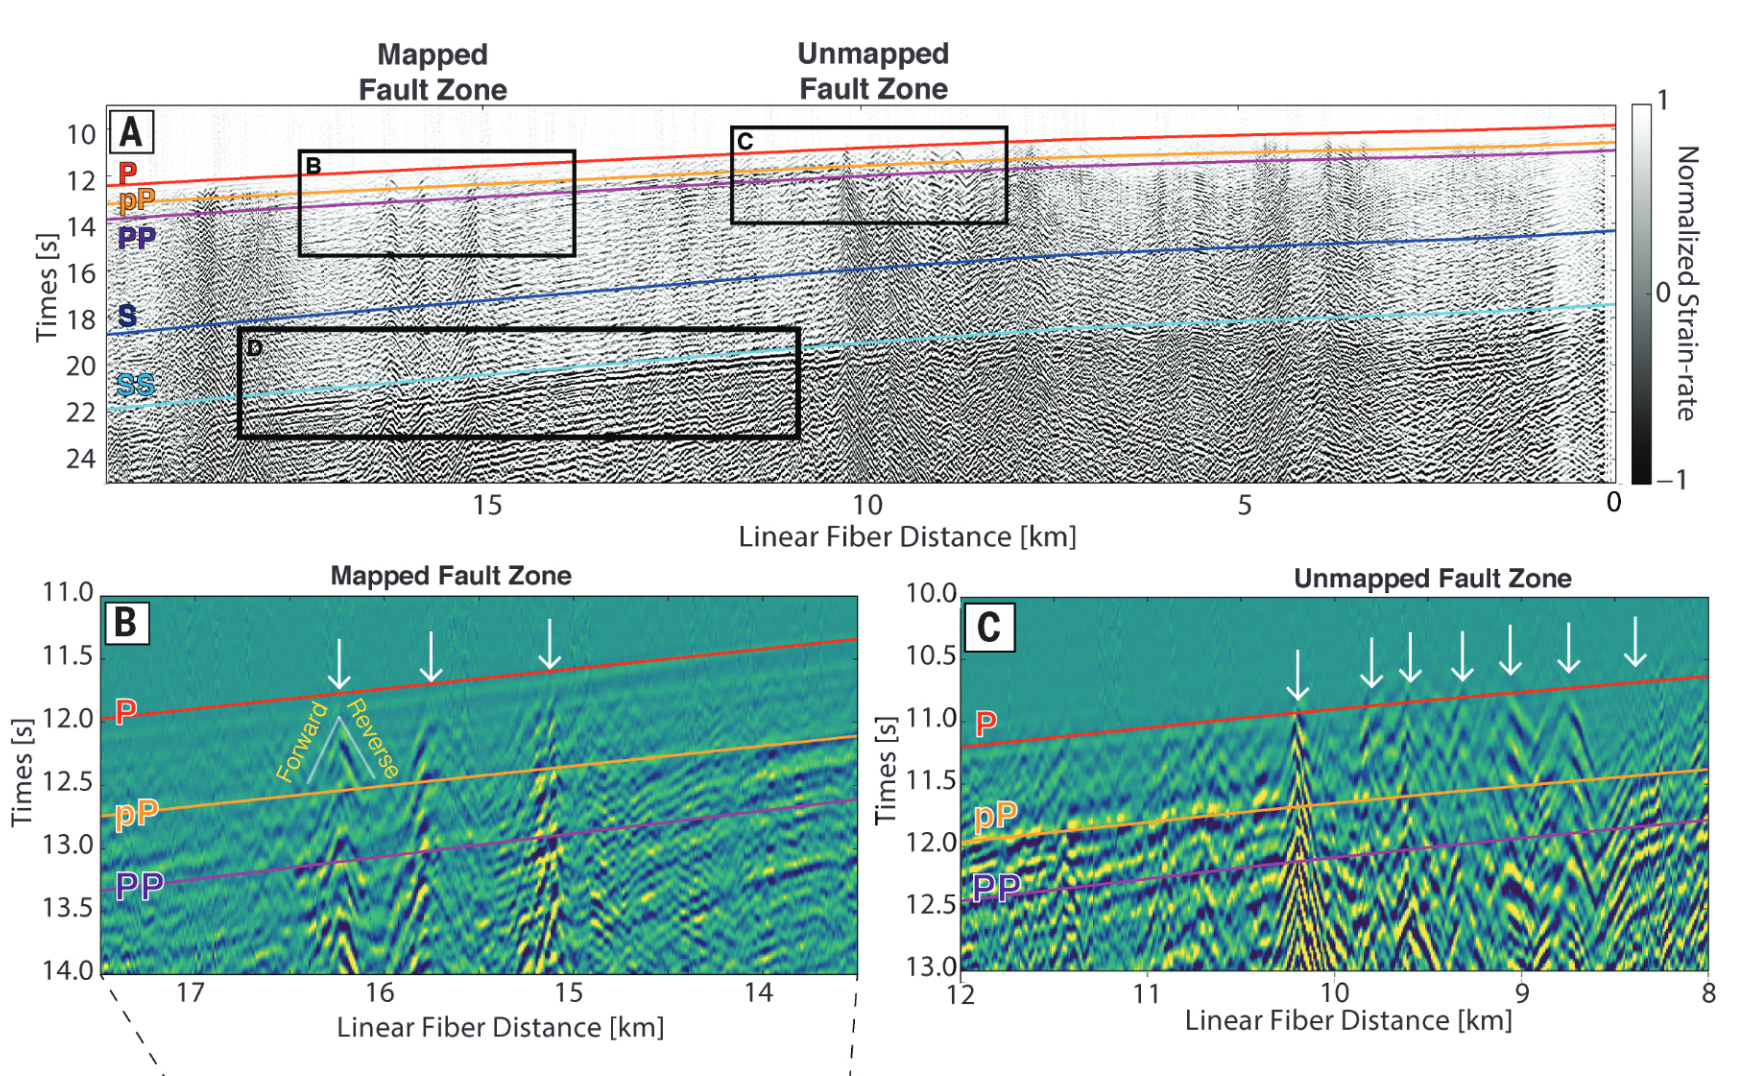 Mapped
Fault Zone
Unmapped
Fault Zone
A
B
C
D
P
pP
PP
S
SS
10
12
14
16
18
20
22
24
Times [s]
15
10
5
0
Linear Fiber Distance [km]
1
0
−1
Normalized Strain-rate
Mapped Fault Zone
B
11.0
11.5
12.0
12.5
13.0
13.5
14.0
Times [s]
P
pP
PP
Forward
Reverse
17
16
15
14
Linear Fiber Distance [km]
Unmapped Fault Zone
C
10.0
10.5
11.0
11.5
12.0
12.5
13.0
Times [s]
P
pP
PP
12
11
10
9
8
Linear Fiber Distance [km]